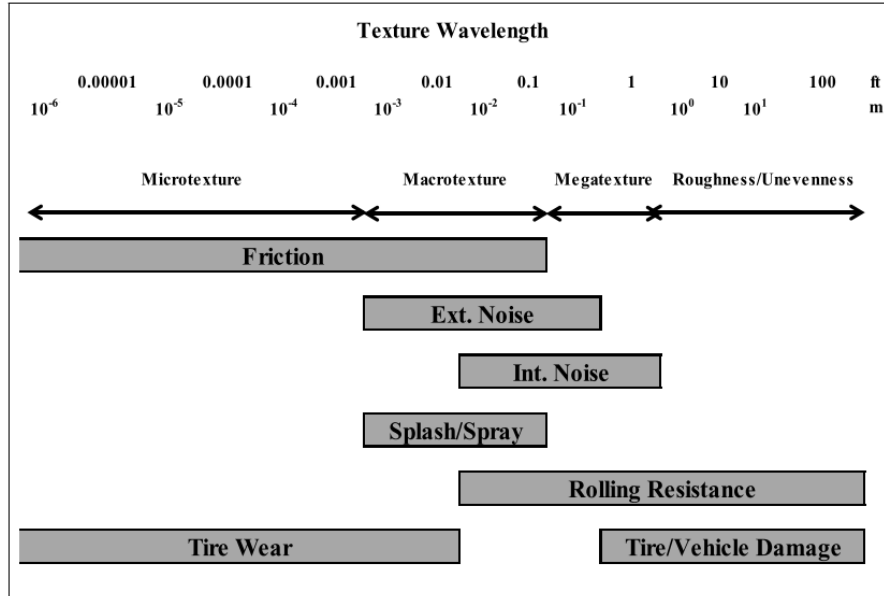 Texture Wavelength
0.00001 0.0001 0.001 0.01 0.1 1 10 100 ft
10⁻⁶ 10⁻⁵ 10⁻⁴ 10⁻³ 10⁻² 10⁻¹ 10⁰ 10¹ m
Microtexture Macrotexture Megatexture Roughness/Unevenness
Friction
Ext. Noise
Int. Noise
Splash/Spray
Rolling Resistance
Tire Wear Tire/Vehicle Damage